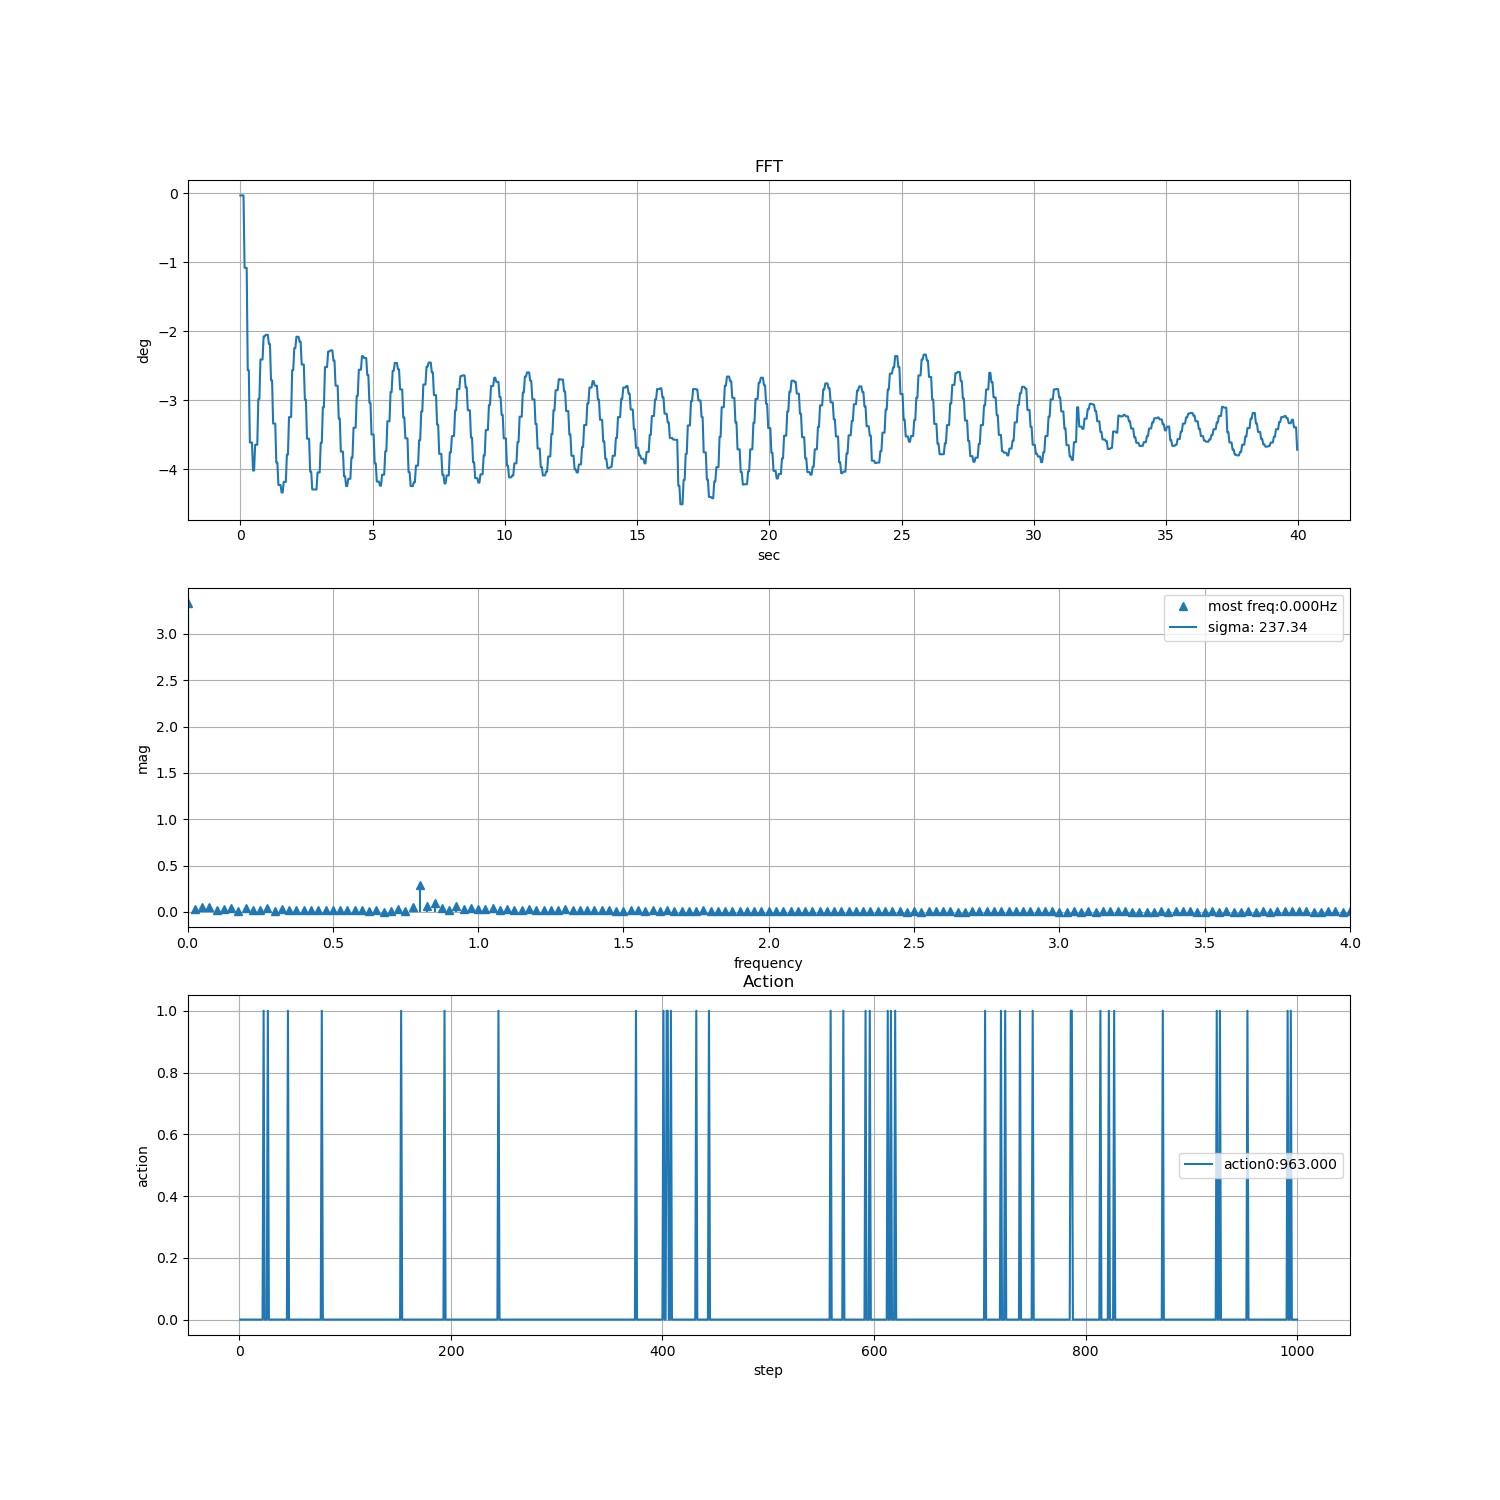 FFT
0
−1
−2
−3
−4
deg
0 5 10 15 20 25 30 35 40
sec
most freq:0.000Hz
sigma: 237.34
3.0
2.5
2.0
1.5
1.0
0.5
0.0
mag
0.0 0.5 1.0 1.5 2.0 2.5 3.0 3.5 4.0
frequency
Action
1.0
0.8
0.6
0.4
0.2
0.0
action
action0:963.000
0 200 400 600 800 1000
step